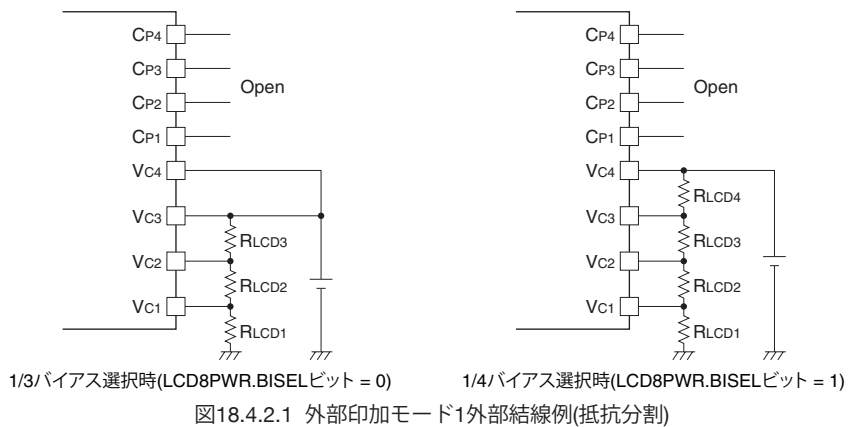 CP4
CP3
CP2
CP1
Open
VC4
VC3
VC2
VC1
RLCD3
RLCD2
RLCD1
1/3バイアス選択時(LCD8PWR.BISELビット = 0)
CP4
CP3
CP2
CP1
Open
VC4
VC3
VC2
VC1
RLCD4
RLCD3
RLCD2
RLCD1
1/4バイアス選択時(LCD8PWR.BISELビット = 1)
図18.4.2.1 外部印加モード1外部結線例(抵抗分割)